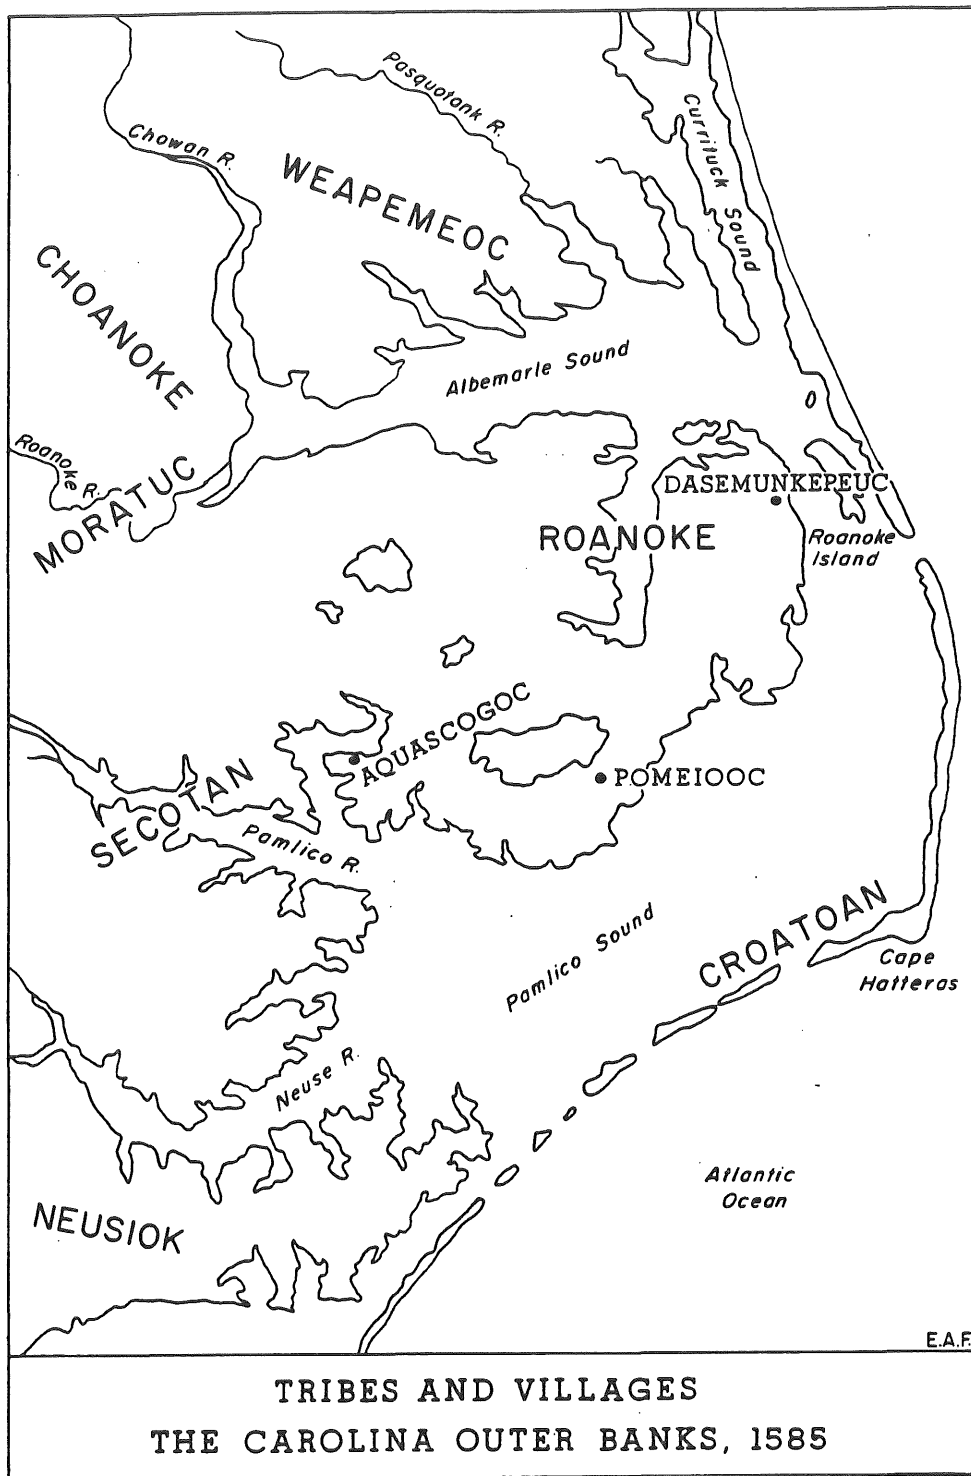 Pasquotank R.
Currituck Sound
Chowan R.
WEAPEMEOC
CHOANOKE
Albemarle Sound
Roanoke R.
MORATUC
DASEMUNKEPEUC
ROANOKE
Roanoke
Island
AQUASCOGOC
POMEIOOC
SECOTAN
Pamlico R.
CROATOAN
Pamlico Sound
Cape
Hatteras
Neuse R.
Atlantic
Ocean
NEUSIOK
E.A.F.
TRIBES AND VILLAGES
THE CAROLINA OUTER BANKS, 1585